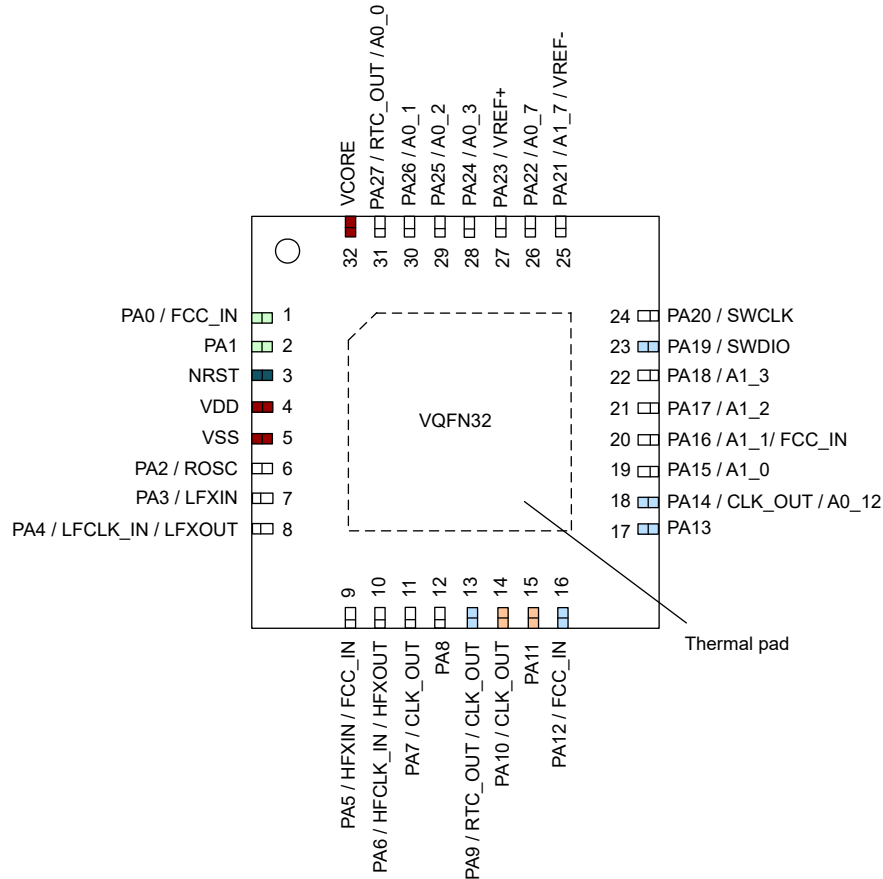 VCORE
PA27 / RTC_OUT / A0_0
PA26 / A0_1
PA25 / A0_2
PA24 / A0_3
PA23 / VREF+
PA22 / A0_7
PA21 / A1_7 / VREF-
32
31
30
29
28
27
26
25
PA0 / FCC_IN 1
PA1 2
NRST 3
VDD 4
VSS 5
PA2 / ROSC 6
PA3 / LFXIN 7
PA4 / LFCLK_IN / LFXOUT 8
VQFN32
24 PA20 / SWCLK
23 PA19 / SWDIO
22 PA18 / A1_3
21 PA17 / A1_2
20 PA16 / A1_1/ FCC_IN
19 PA15 / A1_0
18 PA14 / CLK_OUT / A0_12
17 PA13
9
10
11
12
13
14
15
16
PA5 / HFXIN / FCC_IN
PA6 / HFCLK_IN / HFXOUT
PA7 / CLK_OUT
PA8
PA9 / RTC_OUT / CLK_OUT
PA10 / CLK_OUT
PA11
PA12 / FCC_IN
Thermal pad